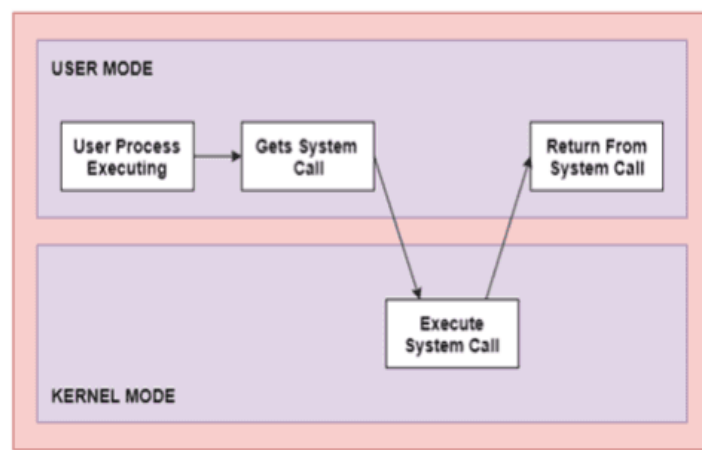 USER MODE
User Process
Executing
Gets System
Call
Return From
System Call
Execute
System Call
KERNEL MODE